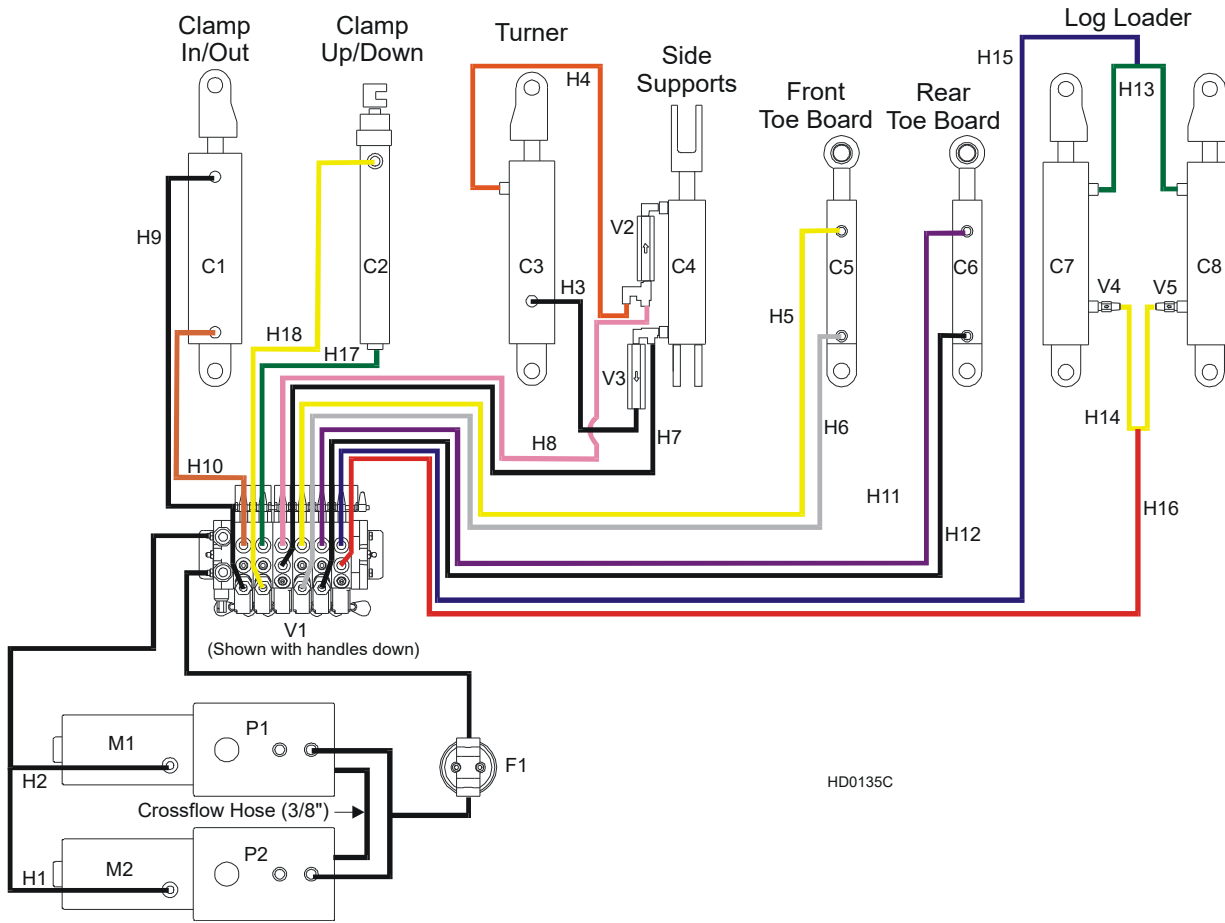 Clamp
In/Out
Clamp
Up/Down
Turner
Side
Supports
Front
Toe Board
Rear
Toe Board
Log Loader
H4
H15
H13
H9
C1
C2
C3
V2
C4
C5
C6
C7
V4
V5
C8
H3
H5
H18
H17
V3
H14
H10
H8
H7
H6
H11
H12
H16
V1
(Shown with handles down)
M1
P1
H2
F1
HD0135C
Crossflow Hose (3/8")
M2
P2
H1